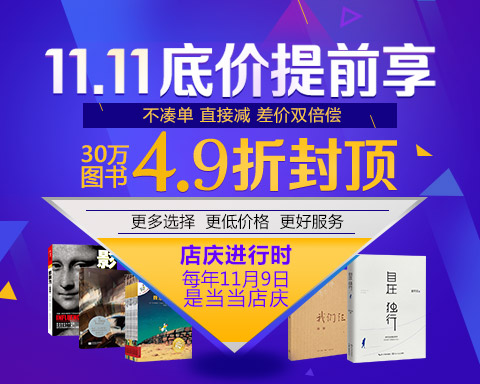 11.11底价提前享
不凑单 直接减 差价双倍偿
30万
图书
4.9折封顶
更多选择 更低价格 更好服务
店庆进行时
每年11月9日
是当当店庆
影
我们仨
自在
独行